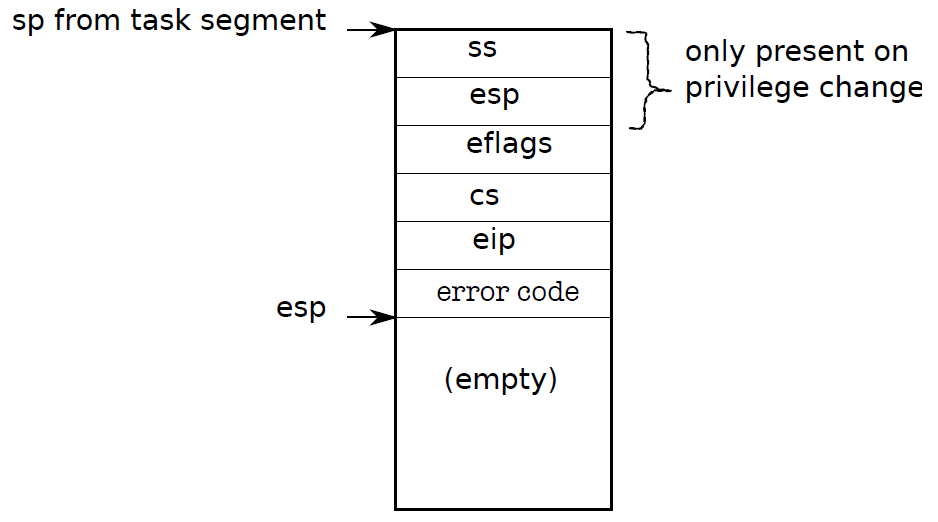 sp from task segment
ss
only present on
privilege change
esp
eflags
cs
eip
error code
esp
(empty)